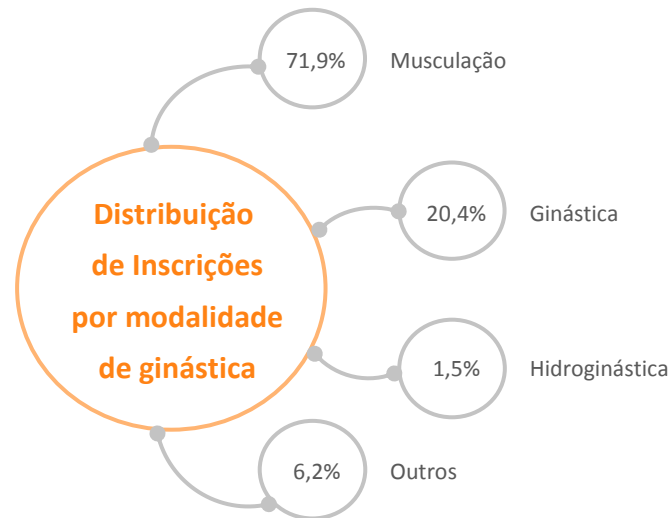 71,9% Musculação
Distribuição
de Inscrições
por modalidade
de ginástica
20,4% Ginástica
1,5% Hidroginástica
6,2% Outros